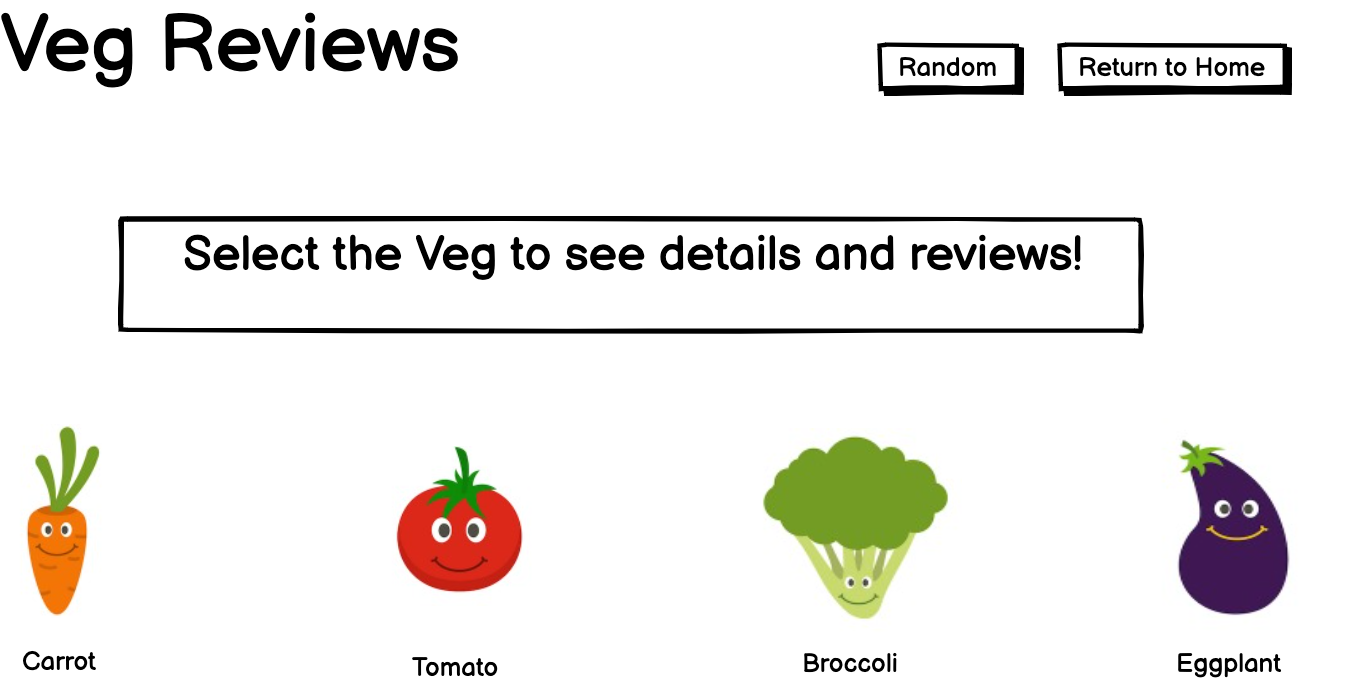 Veg Reviews
Random
Return to Home
Select the Veg to see details and reviews!
Carrot
Tomato
Broccoli
Eggplant